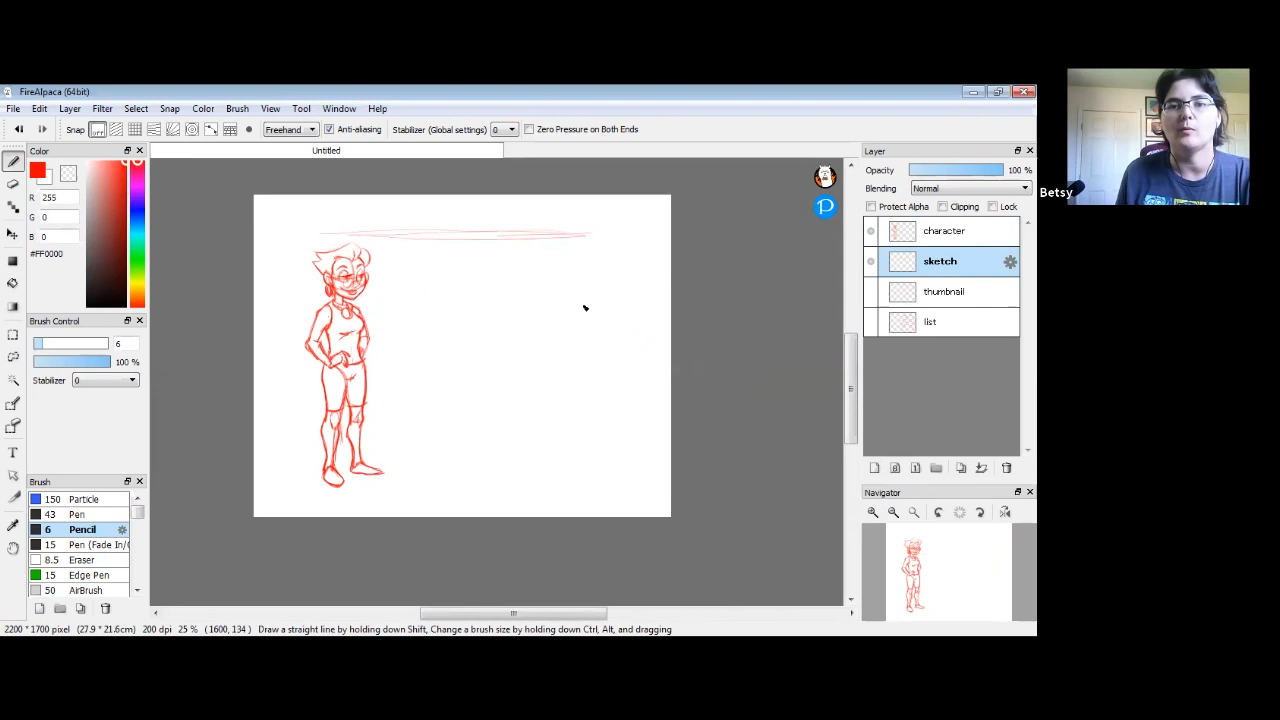 FireAlpaca (64bit)
File Edit Layer Filter Select Snap Color Brush View Tool Window Help
Snap OFF Freehand Anti-aliasing Stabilizer (Global settings) 0 Zero Pressure on Both Ends
Color
Untitled
Layer
R 255
G 0
B 0
#FF0000
Opacity 100 %
Blending Normal
Protect Alpha Clipping Lock
character
sketch
thumbnail
list
Betsy
Brush Control
6
100 %
Stabilizer 0
Brush
150 Particle
43 Pen
6 Pencil
15 Pen (Fade In/O
8.5 Eraser
15 Edge Pen
50 AirBrush
Navigator
2200 * 1700 pixel (27.9 * 21.6cm) 200 dpi 25 % (1600, 134) Draw a straight line by holding down Shift, Change a brush size by holding down Ctrl, Alt, and dragging